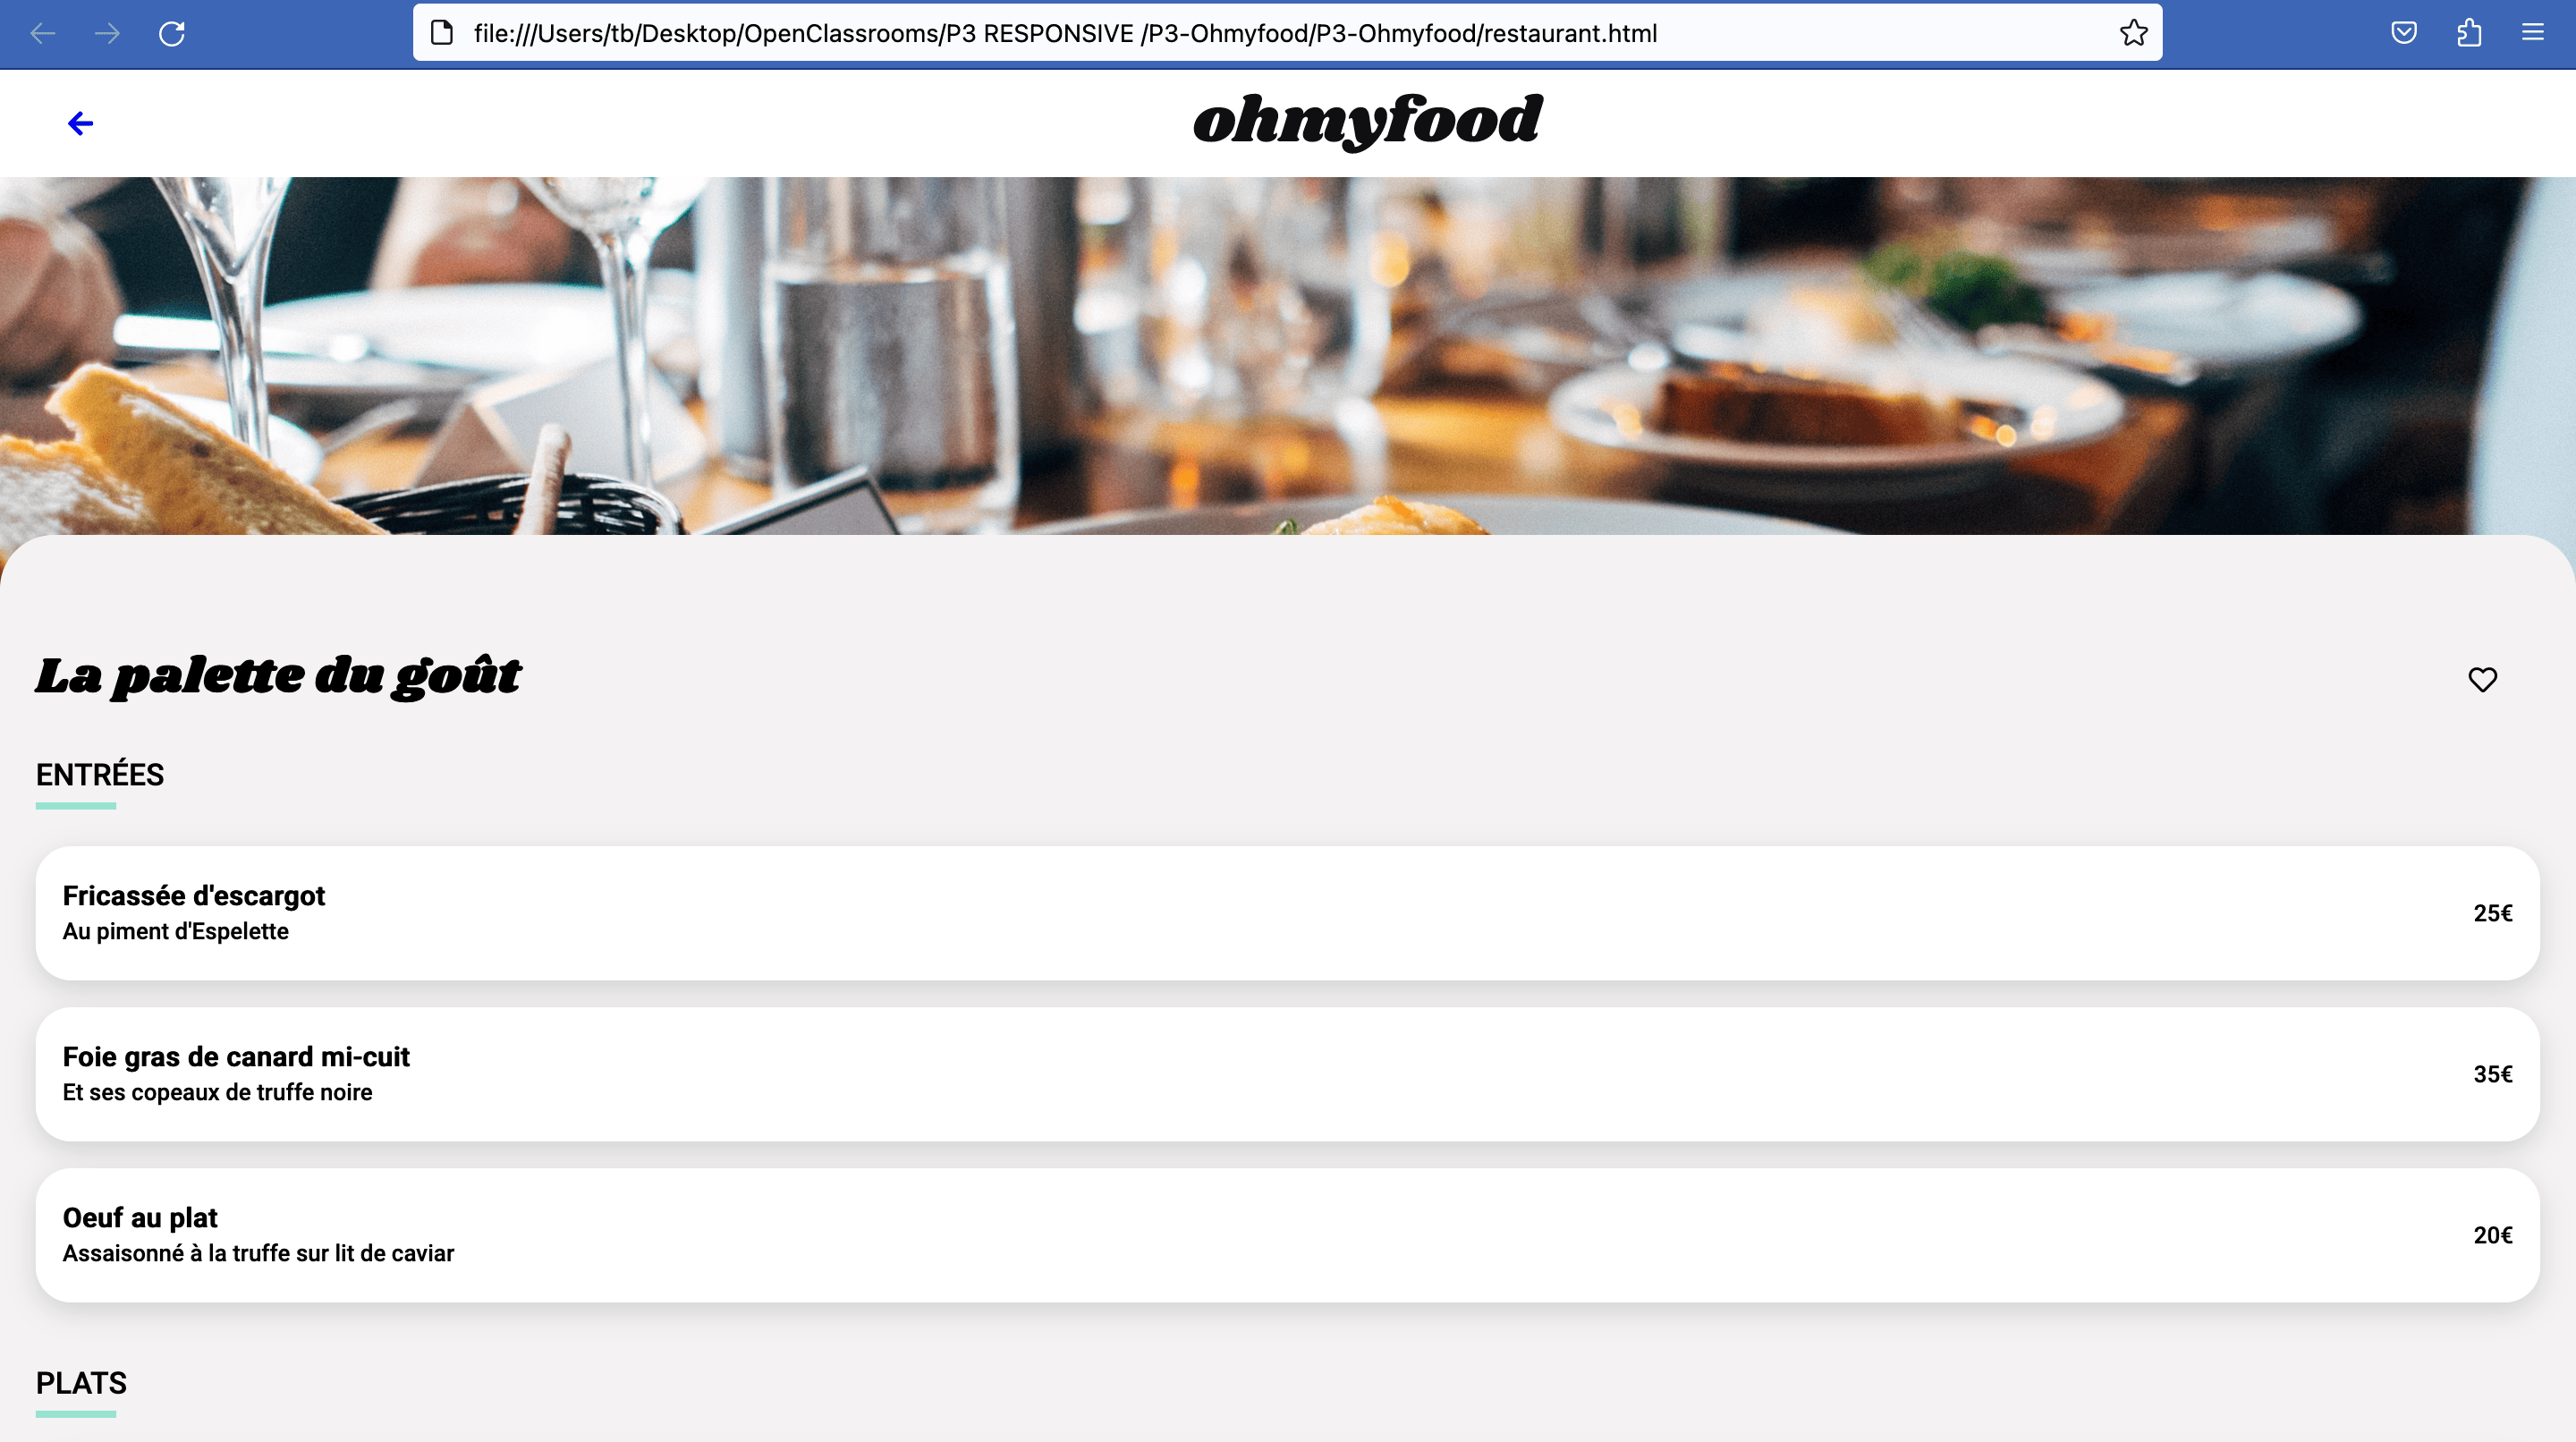 file:///Users/tb/Desktop/OpenClassrooms/P3 RESPONSIVE /P3-Ohmyfood/P3-Ohmyfood/restaurant.html
ohmyfood
La palette du goût
ENTRÉES
Fricassée d'escargot
Au piment d'Espelette
25€
Foie gras de canard mi-cuit
Et ses copeaux de truffe noire
35€
Oeuf au plat
Assaisonné à la truffe sur lit de caviar
20€
PLATS